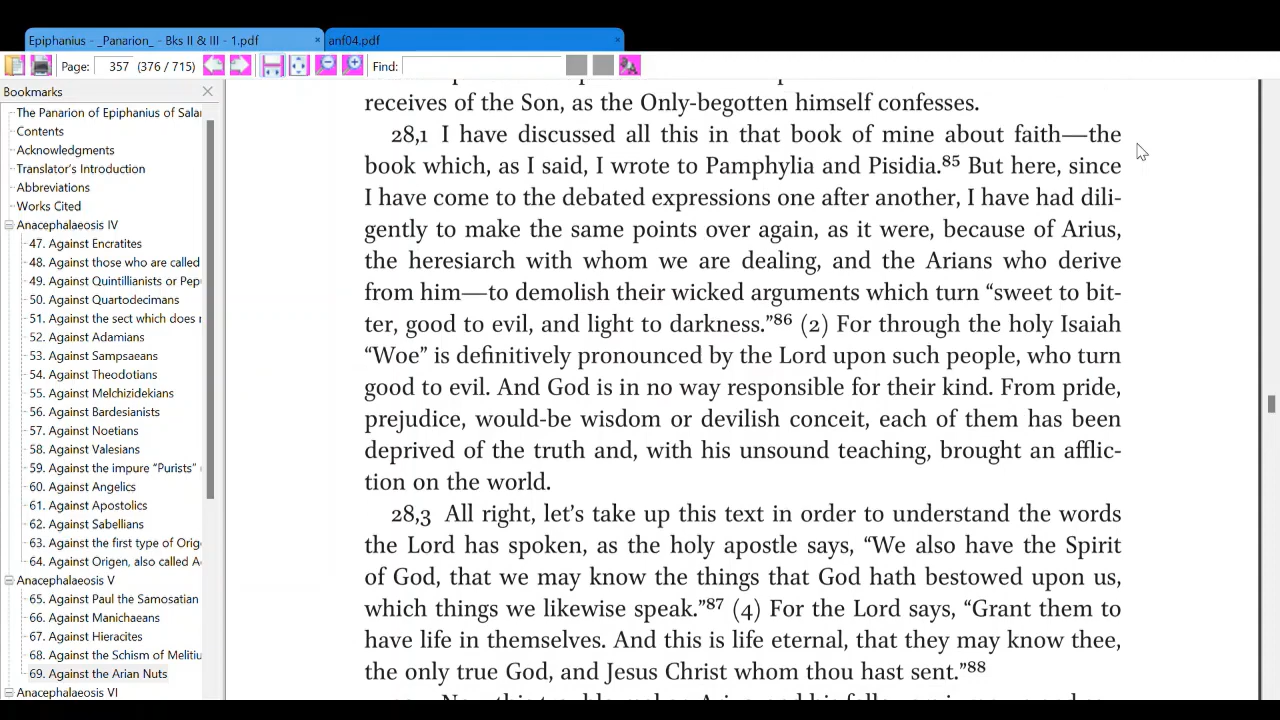 Epiphanius - _Panarion_ - Bks II & III - 1.pdf
anf04.pdf
Page: 357 (376 / 715)
Find:
Bookmarks
The Panarion of Epiphanius of Salar
Contents
Acknowledgments
Translator's Introduction
Abbreviations
Works Cited
Anacephalaeosis IV
47. Against Encratites
48. Against those who are called
49. Against Quintillianists or Pep
50. Against Quartodecimans
51. Against the sect which does r
52. Against Adamians
53. Against Sampsaeans
54. Against Theodotians
55. Against Melchizidekians
56. Against Bardesianists
57. Against Noetians
58. Against Valesians
59. Against the impure "Purists" (
60. Against Angelics
61. Against Apostolics
62. Against Sabellians
63. Against the first type of Orig
64. Against Origen, also called A
Anacephalaeosis V
65. Against Paul the Samosatian
66. Against Manichaeans
67. Against Hieracites
68. Against the Schism of Melitiu
69. Against the Arian Nuts
Anacephalaeosis VI
receives of the Son, as the Only-begotten himself confesses.
28,1 I have discussed all this in that book of mine about faith—the
book which, as I said, I wrote to Pamphylia and Pisidia.85 But here, since
I have come to the debated expressions one after another, I have had dili-
gently to make the same points over again, as it were, because of Arius,
the heresiarch with whom we are dealing, and the Arians who derive
from him—to demolish their wicked arguments which turn “sweet to bit-
ter, good to evil, and light to darkness.”86 (2) For through the holy Isaiah
“Woe” is definitively pronounced by the Lord upon such people, who turn
good to evil. And God is in no way responsible for their kind. From pride,
prejudice, would-be wisdom or devilish conceit, each of them has been
deprived of the truth and, with his unsound teaching, brought an afflic-
tion on the world.
28,3 All right, let’s take up this text in order to understand the words
the Lord has spoken, as the holy apostle says, “We also have the Spirit
of God, that we may know the things that God hath bestowed upon us,
which things we likewise speak.”87 (4) For the Lord says, “Grant them to
have life in themselves. And this is life eternal, that they may know thee,
the only true God, and Jesus Christ whom thou hast sent.”88